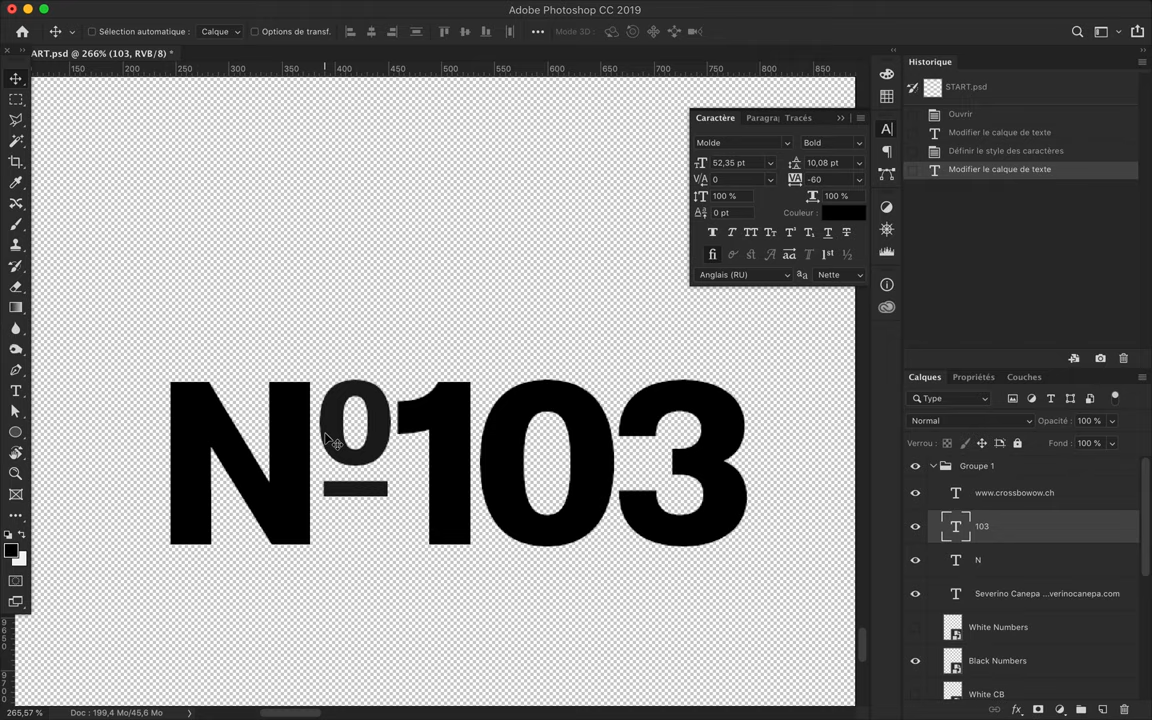 Adobe Photoshop CC 2019
Sélection automatique : Calque Options de transf. Mode 3D :
ART.psd @ 266% (103, RVB/8) *
150 200 250 300 350 400 450 500 550 600 650 700 750 800 850
Historique
START.psd
Ouvrir
Modifier le calque de texte
Définir le style des caractères
Modifier le calque de texte
Caractère Paragra Tracés
Molde Bold
52,35 pt 10,08 pt
0 -60
100 % 100 %
0 pt Couleur :
Anglais (RU) Nette
Nº103
Calques Propriétés Couches
Type
Normal Opacité : 100 %
Verrou : Fond : 100 %
Groupe 1
www.crossbowow.ch
103
N
Severino Canepa ...verinocanepa.com
White Numbers
Black Numbers
White CB
265,57 % Doc : 199,4 Mo/45,6 Mo